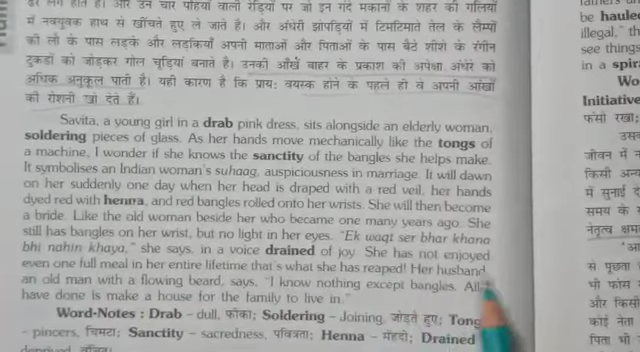 डेर लगे होते हैं। और उन चार पहियों वाली रेड़ियों पर जो इन गंदे मकानों के शहर की गलियों
में नवयुवक हाथ से खींचते हुए ले जाते है। और अंधेरी झोपड़ियों में टिमटिमाते तेल के लैम्पों
की लौ के पास लड़के और लड़कियाँ अपनी माताओं और पिताओं के पास बैठे शीशे के रंगीन
टुकडों को जोड़कर गोल चूड़ियां बनाते है। उनकी आँखें बाहर के प्रकाश की अपेक्षा अंधेरे को
अधिक अनुकूल पाती है। यही कारण है कि प्रायः वयस्क होने के पहले ही वे अपनी आंखों
की रोशनी खो देते हैं।
Savita, a young girl in a drab pink dress, sits alongside an elderly woman,
soldering pieces of glass. As her hands move mechanically like the tongs of
a machine, I wonder if she knows the sanctity of the bangles she helps make.
It symbolises an Indian woman's suhaag, auspiciousness in marriage. It will dawn
on her suddenly one day when her head is draped with a red veil, her hands
dyed red with henna, and red bangles rolled onto her wrists. She will then become
a bride. Like the old woman beside her who became one many years ago. She
still has bangles on her wrist, but no light in her eyes. "Ek waqt ser bhar khana
bhi nahin khaya," she says, in a voice drained of joy. She has not enjoyed
even one full meal in her entire lifetime that's what she has reaped! Her husband,
an old man with a flowing beard, says, "I know nothing except bangles. All I
have done is make a house for the family to live in."
Word-Notes : Drab – dull, फीका; Soldering – Joining, जोड़ते हुए; Tong
– pincers, चिमटा; Sanctity – sacredness, पवित्रता; Henna – मेंहदी; Drained
deprived, वंचित;
be hauled
illegal," th
see things
in a spira
Wo
Initiative
फंसी रखा;
उसव
जीवन में न
किसी अन्य
में सुनाई द
समय के
नेतृत्व क्षम
'आ
से पूछता
भी फोस
और किसी
कोई नेता
पिता भी